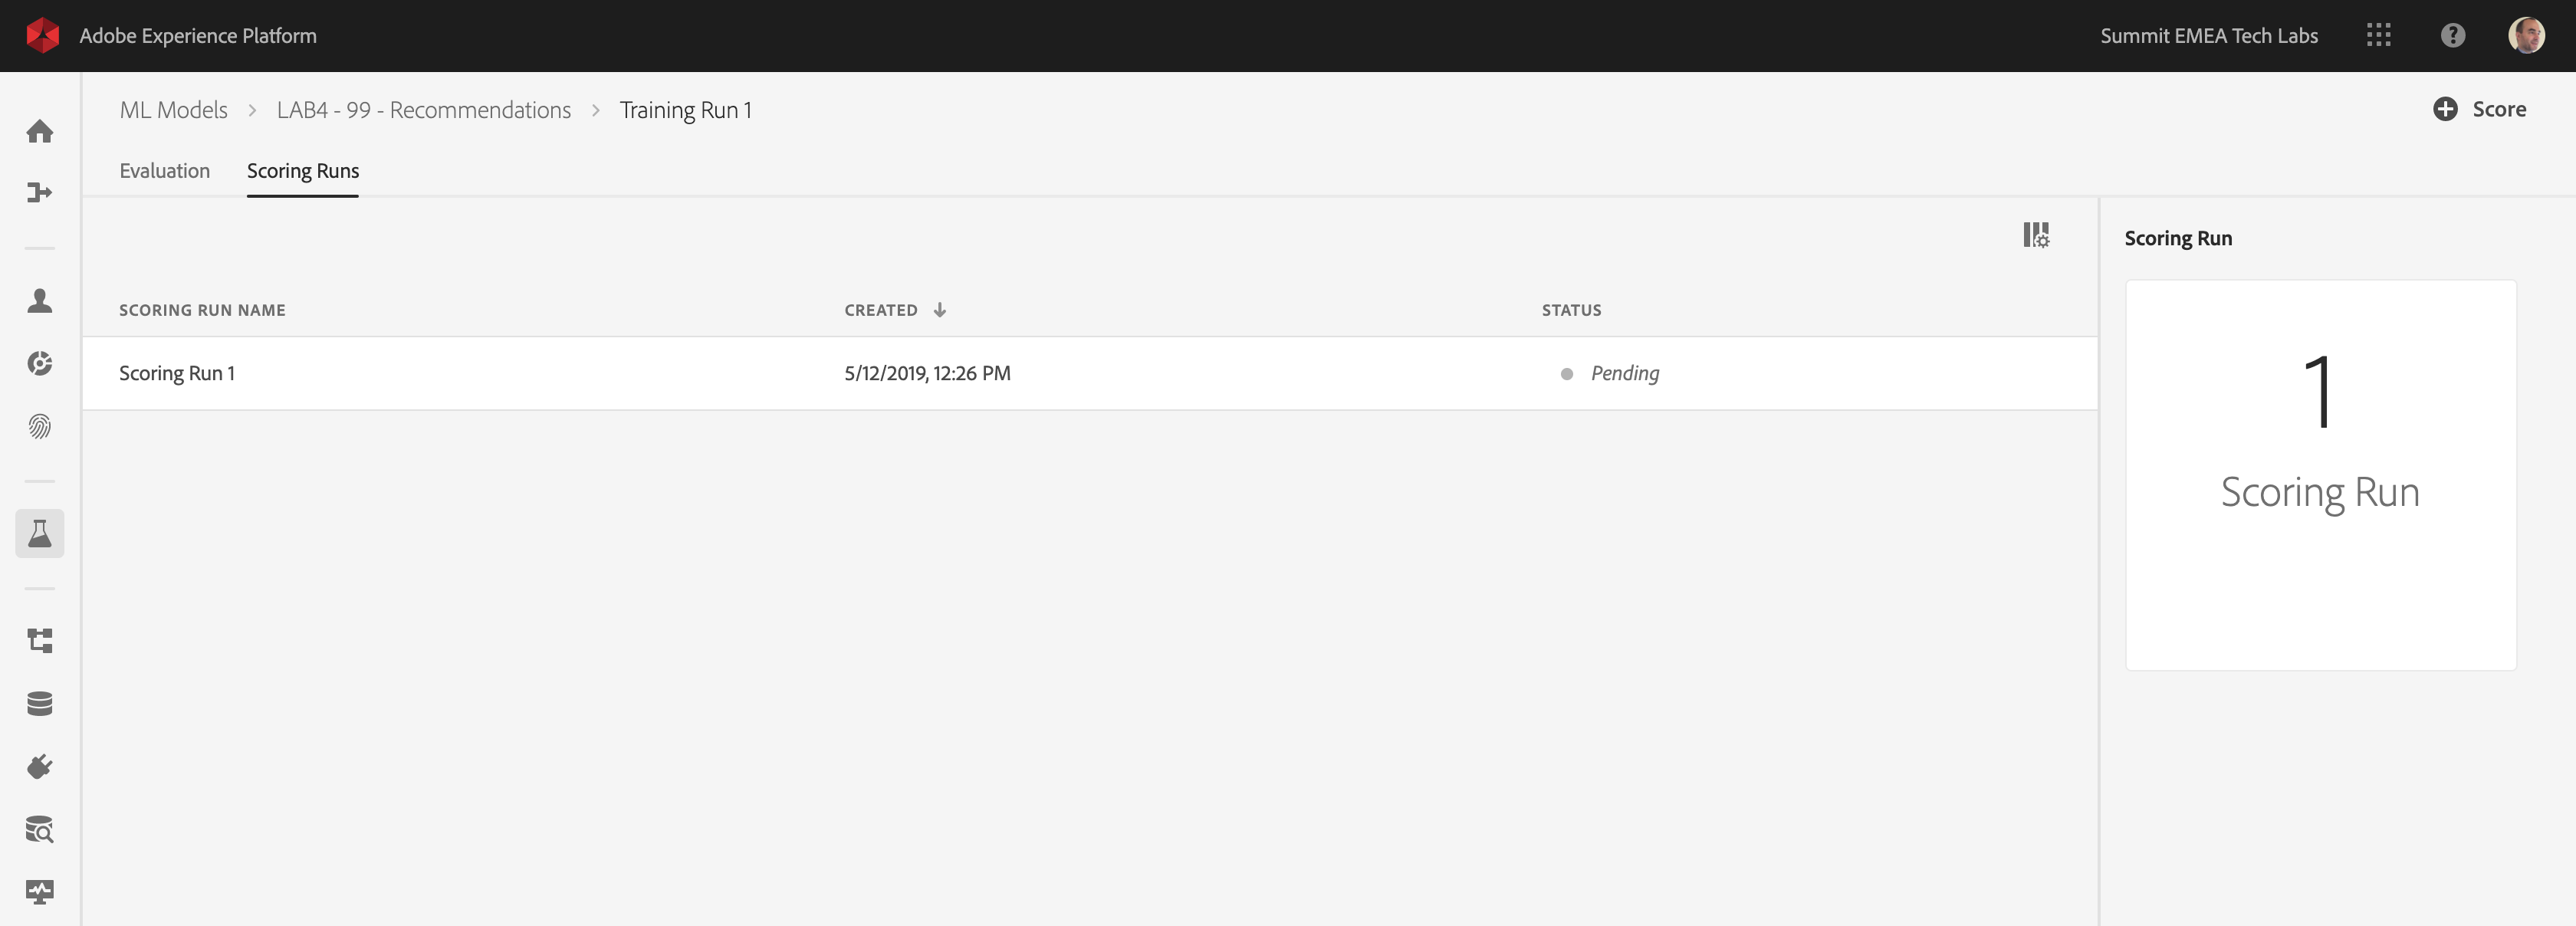 Adobe Experience Platform
Summit EMEA Tech Labs
?
ML Models > LAB4 - 99 - Recommendations > Training Run 1
Score
Evaluation
Scoring Runs
SCORING RUN NAME
CREATED ↓
STATUS
Scoring Run 1
5/12/2019, 12:26 PM
Pending
Scoring Run
1
Scoring Run